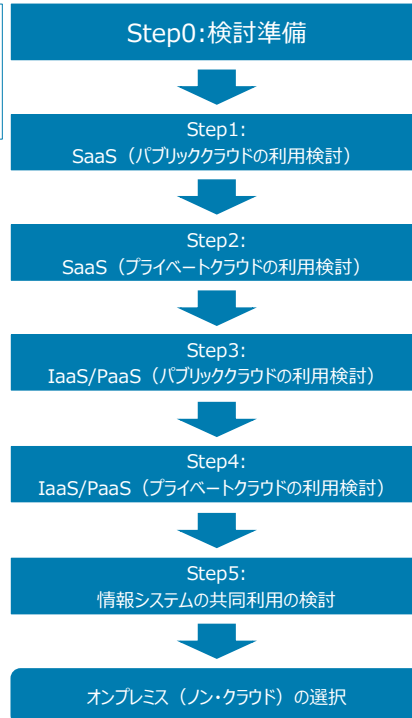 Step0:検討準備
Step1:
SaaS（パブリッククラウドの利用検討）
Step2:
SaaS（プライベートクラウドの利用検討）
Step3:
IaaS/PaaS（パブリッククラウドの利用検討）
Step4:
IaaS/PaaS（プライベートクラウドの利用検討）
Step5:
情報システムの共同利用の検討
オンプレミス（ノン・クラウド）の選択